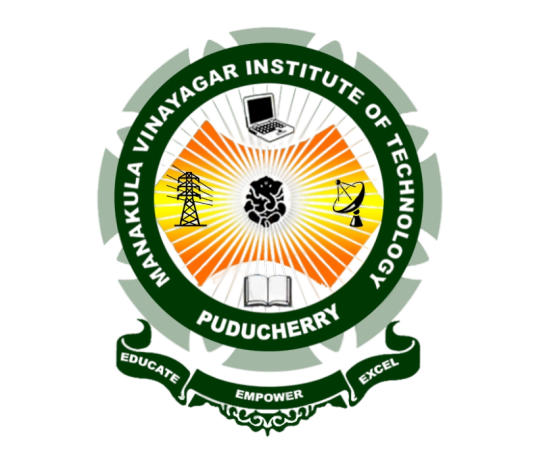 MANAKULA VINAYAGAR INSTITUTE OF TECHNOLOGY
PUDUCHERRY
EDUCATE
EMPOWER
EXCEL